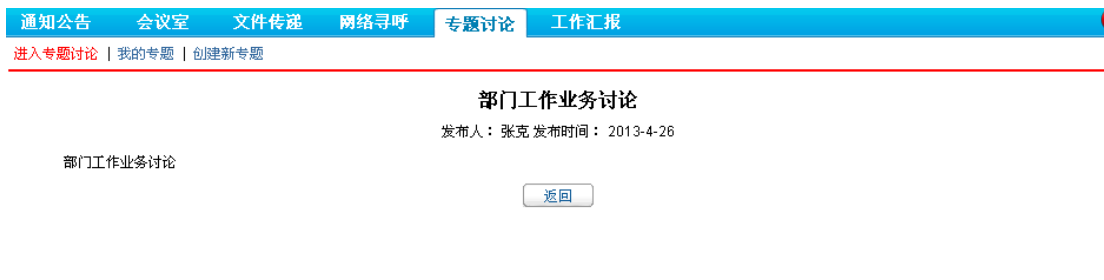 通知公告 会议室 文件传递 网络寻呼 专题讨论 工作汇报
进入专题讨论 | 我的专题 | 创建新专题
部门工作业务讨论
发布人： 张克 发布时间： 2013-4-26
部门工作业务讨论
返回